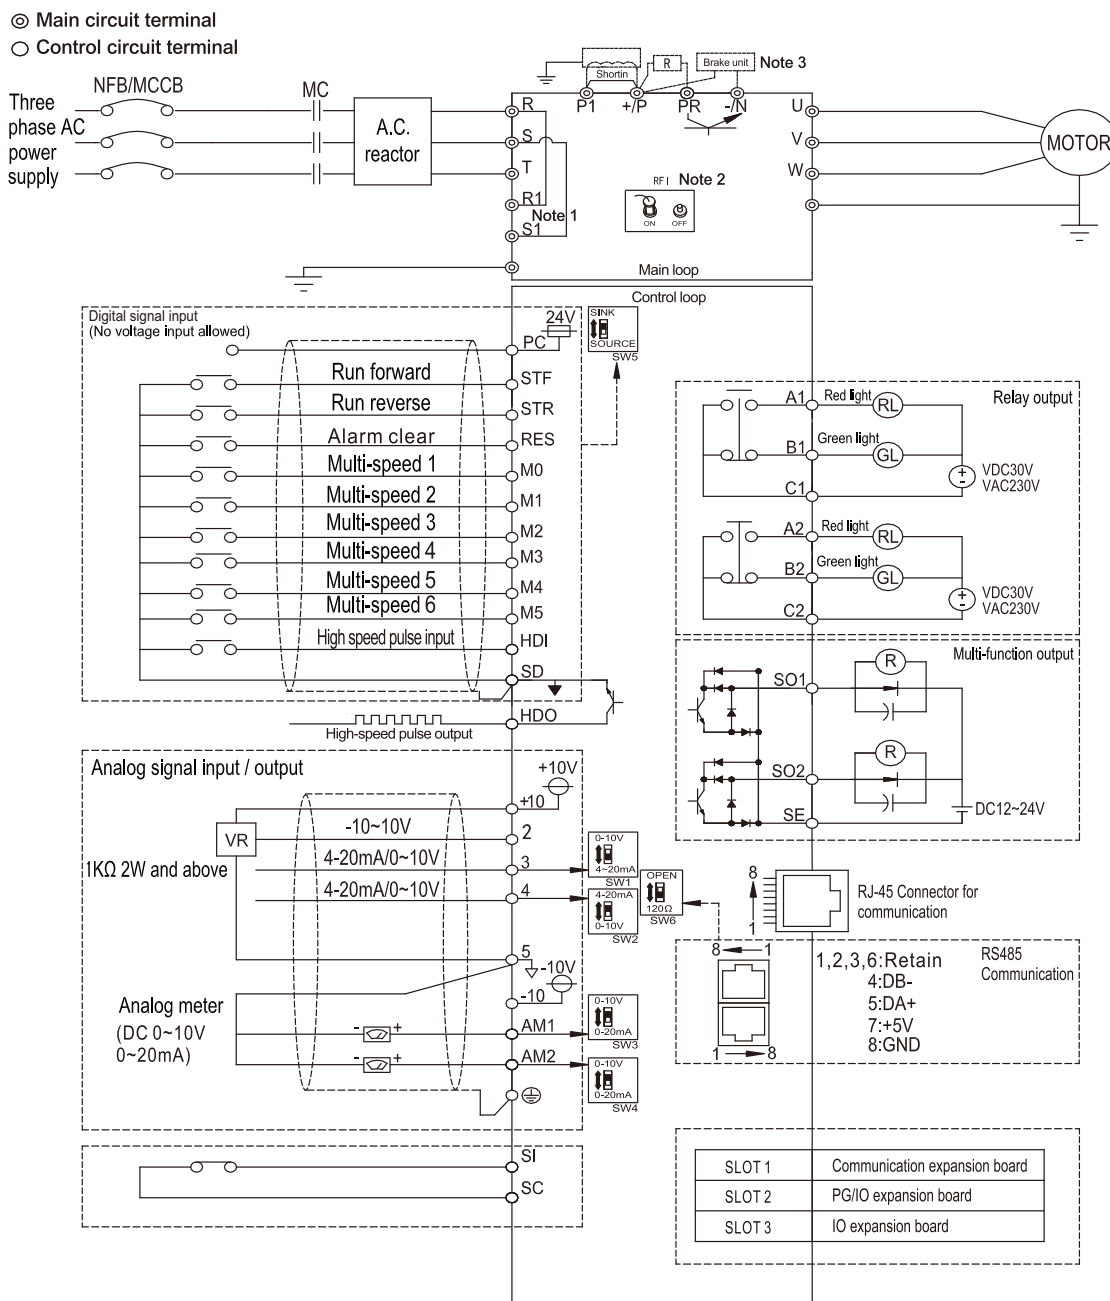 Main circuit terminal
Control circuit terminal
NFB/MCCB
MC
Three
phase AC
power
supply
A.C.
reactor
R
S
T
R1
S1
Note 1
Shortin
R
Brake unit
Note 3
P1
+/P
PR
-/N
U
V
W
MOTOR
RFI
Note 2
ON
OFF
Main loop
Control loop
Digital signal input
(No voltage input allowed)
24V
PC
SINK
SOURCE
SW5
Run forward
STF
Run reverse
STR
Alarm clear
RES
Multi-speed 1
M0
Multi-speed 2
M1
Multi-speed 3
M2
Multi-speed 4
M3
Multi-speed 5
M4
Multi-speed 6
M5
High speed pulse input
HDI
SD
HDO
High-speed pulse output
A1
Red light
RL
Relay output
B1
Green light
GL
C1
+
-
VDC30V
VAC230V
A2
Red light
RL
B2
Green light
GL
C2
+
-
VDC30V
VAC230V
Multi-function output
SO1
R
SO2
R
SE
DC12~24V
Analog signal input / output
+10V
+10
-10~10V
2
VR
1KΩ 2W and above
4-20mA/0~10V
3
4-20mA/0~10V
4
0-10V
4~20mA
SW1
4-20mA
0-10V
SW2
OPEN
120Ω
SW6
5
-10V
-10
Analog meter
(DC 0~10V
0~20mA)
- +
AM1
- +
AM2
0-10V
0-20mA
SW3
0-10V
0-20mA
SW4
8
1
RJ-45 Connector for
communication
8
1
1
8
1,2,3,6:Retain
4:DB-
5:DA+
7:+5V
8:GND
RS485
Communication
SI
SC
SLOT 1 Communication expansion board
SLOT 2 PG/IO expansion board
SLOT 3 IO expansion board